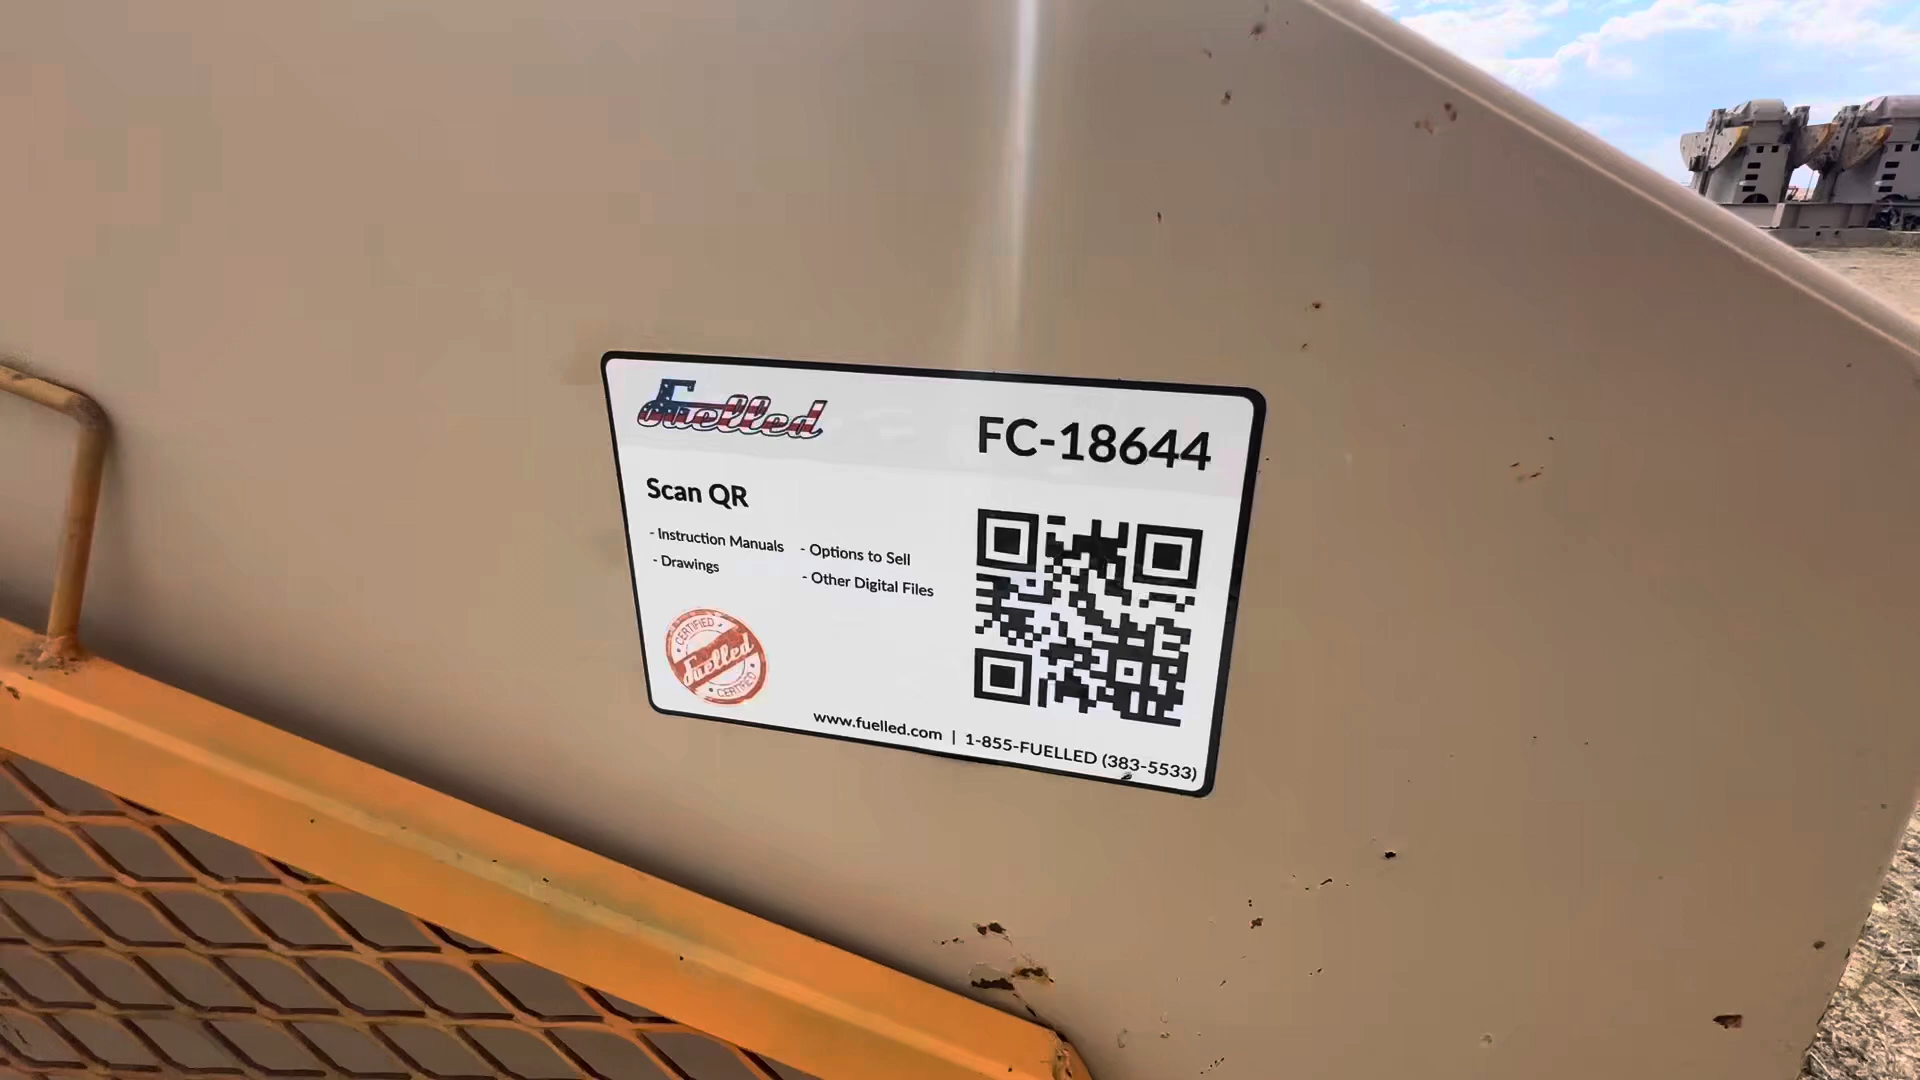 Fuelled
FC-18644
Scan QR
- Instruction Manuals
- Drawings
- Options to Sell
- Other Digital Files
CERTIFIED
Fuelled
CERTIFIED
www.fuelled.com | 1-855-FUELLED (383-5533)